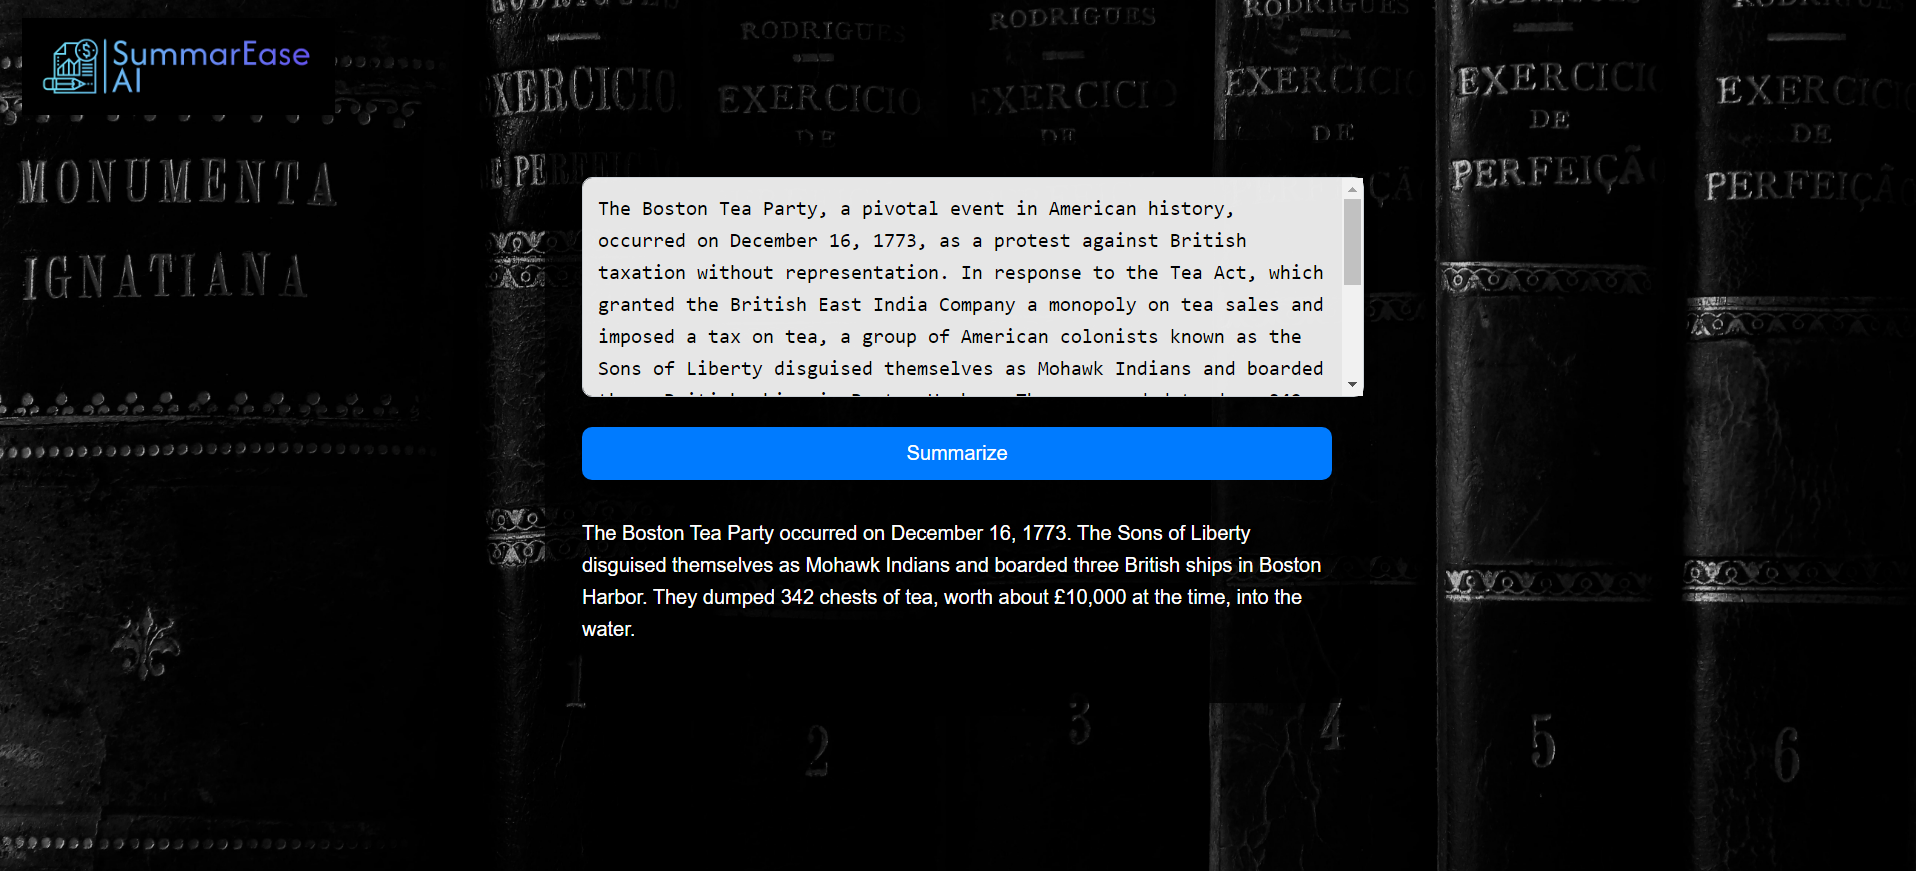 SummarEase
AI
RODRIGUES
RODRIGUES
RODRIGUES
EXERCICIO
EXERCICIO
EXERCICIO
EXERCICI
EXERCICI
EXERCICIO
DE
DE
DE
DE
DE
MONUMENTA
IGNATIANA
PERFEIÇÃ
PERFEIÇÃ
The Boston Tea Party, a pivotal event in American history,
occurred on December 16, 1773, as a protest against British
taxation without representation. In response to the Tea Act, which
granted the British East India Company a monopoly on tea sales and
imposed a tax on tea, a group of American colonists known as the
Sons of Liberty disguised themselves as Mohawk Indians and boarded
Summarize
The Boston Tea Party occurred on December 16, 1773. The Sons of Liberty
disguised themselves as Mohawk Indians and boarded three British ships in Boston
Harbor. They dumped 342 chests of tea, worth about £10,000 at the time, into the
water.
1
2
3
4
5
6